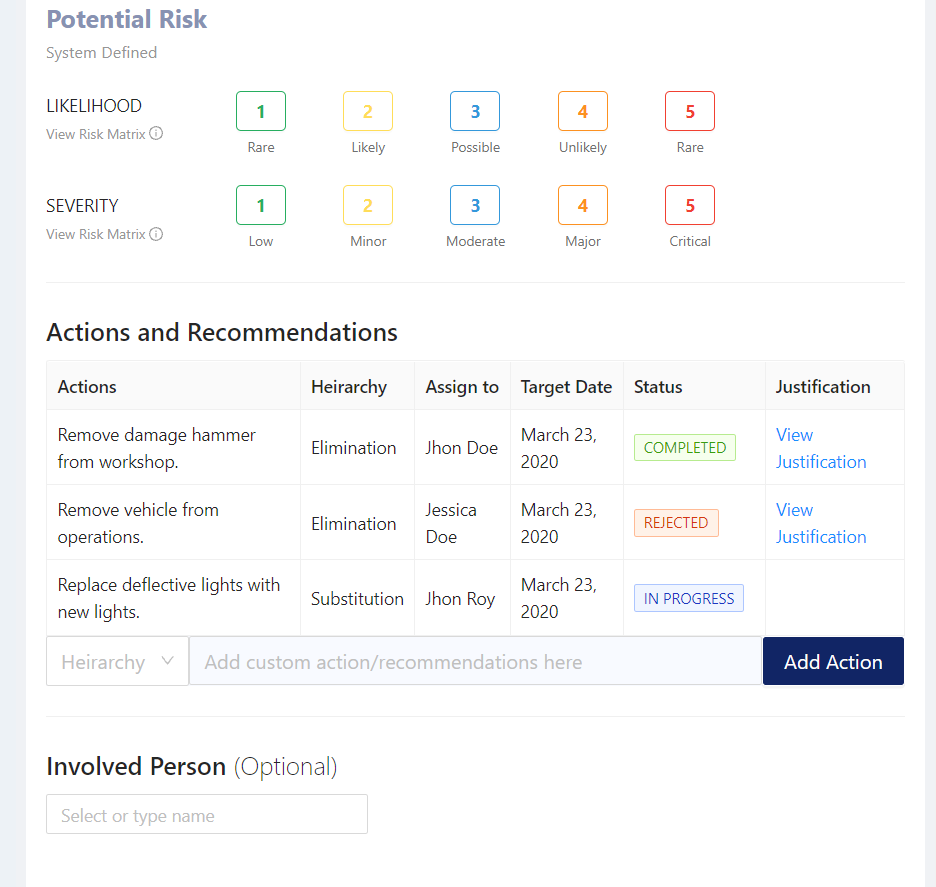 Potential Risk
System Defined
LIKELIHOOD
View Risk Matrix
1 2 3 4 5
Rare Likely Possible Unlikely Rare
SEVERITY
View Risk Matrix
1 2 3 4 5
Low Minor Moderate Major Critical
Actions and Recommendations
Actions Heirarchy Assign to Target Date Status Justification
Remove damage hammer
from workshop.
Elimination
Jhon Doe
March 23,
2020
COMPLETED
View
Justification
Remove vehicle from
operations.
Elimination
Jessica
Doe
March 23,
2020
REJECTED
View
Justification
Replace deflective lights with
new lights.
Substitution
Jhon Roy
March 23,
2020
IN PROGRESS
Heirarchy Add custom action/recommendations here Add Action
Involved Person (Optional)
Select or type name